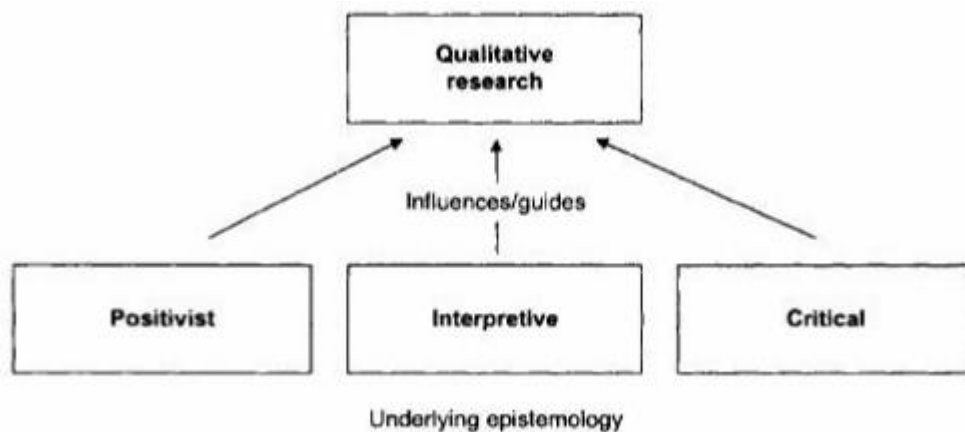 Qualitative
research
Influences/guides
Positivist
Interpretive
Critical
Underlying epistemology